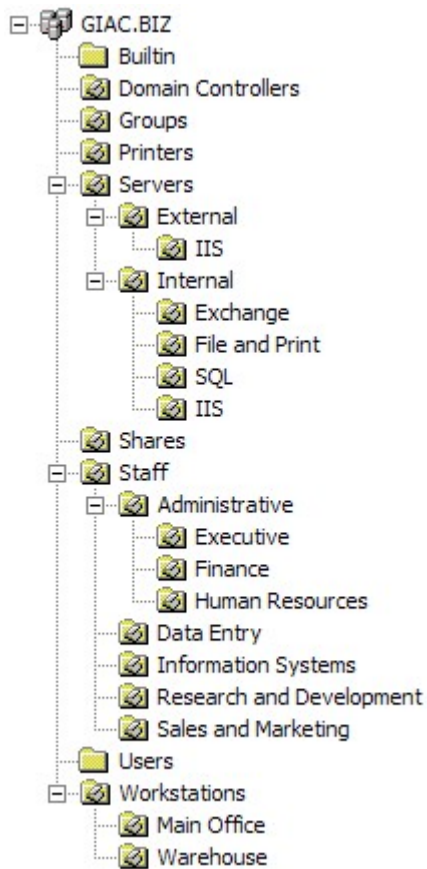 GIAC.BIZ
Builtin
Domain Controllers
Groups
Printers
Servers
External
IIS
Internal
Exchange
File and Print
SQL
IIS
Shares
Staff
Administrative
Executive
Finance
Human Resources
Data Entry
Information Systems
Research and Development
Sales and Marketing
Users
Workstations
Main Office
Warehouse